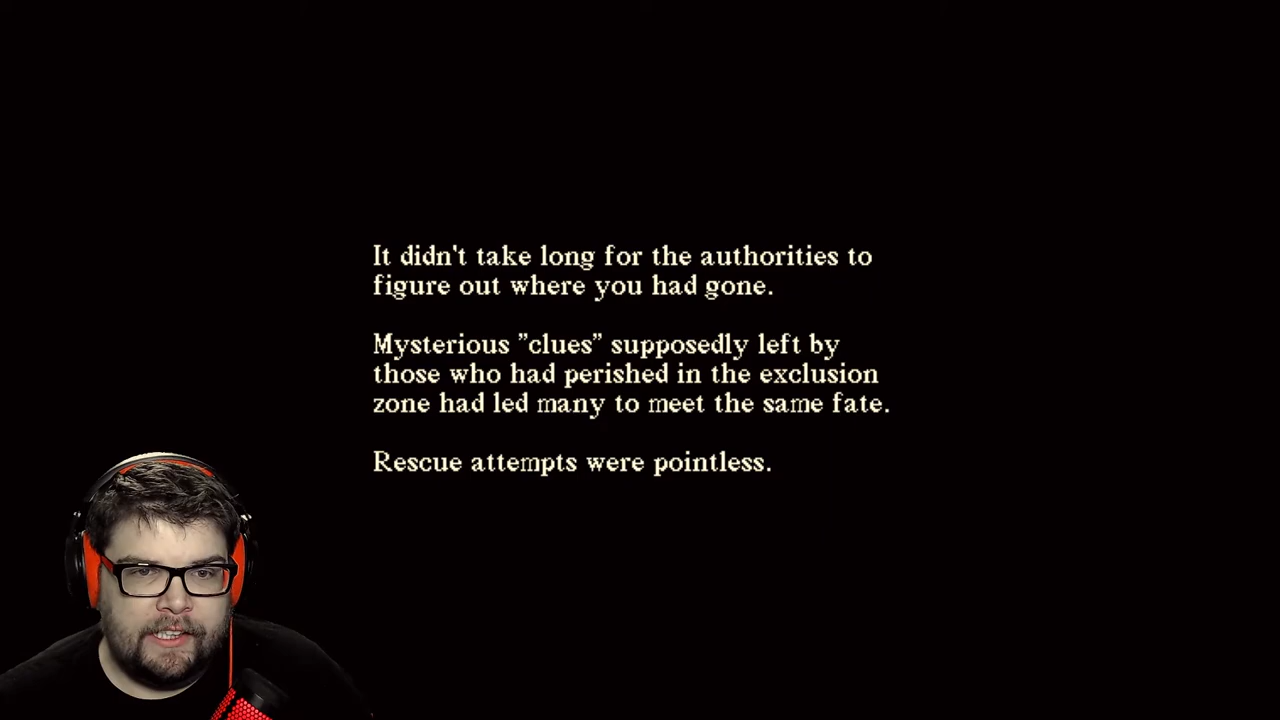 It didn't take long for the authorities to
figure out where you had gone.
Mysterious "clues" supposedly left by
those who had perished in the exclusion
zone had led many to meet the same fate.
Rescue attempts were pointless.